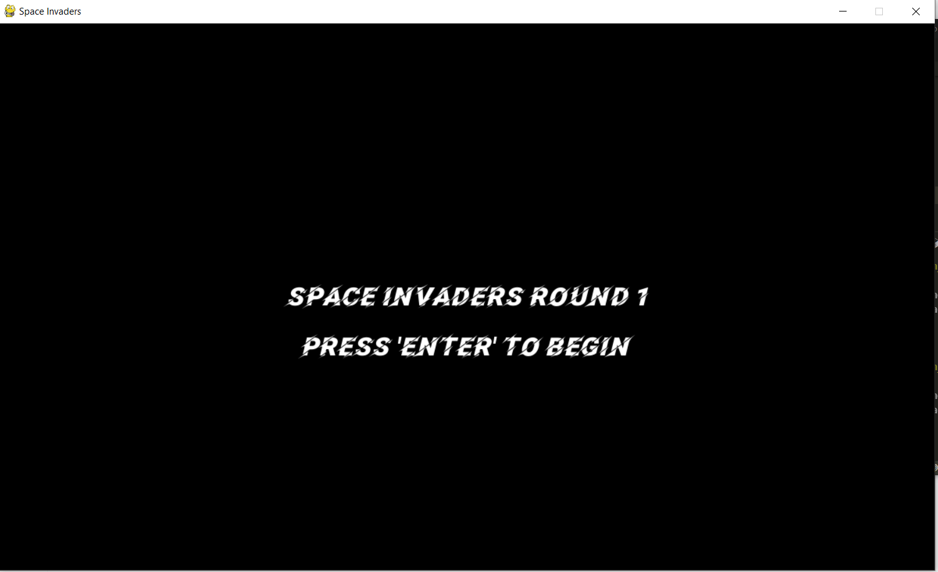 Space Invaders
SPACE INVADERS ROUND 1
PRESS 'ENTER' TO BEGIN